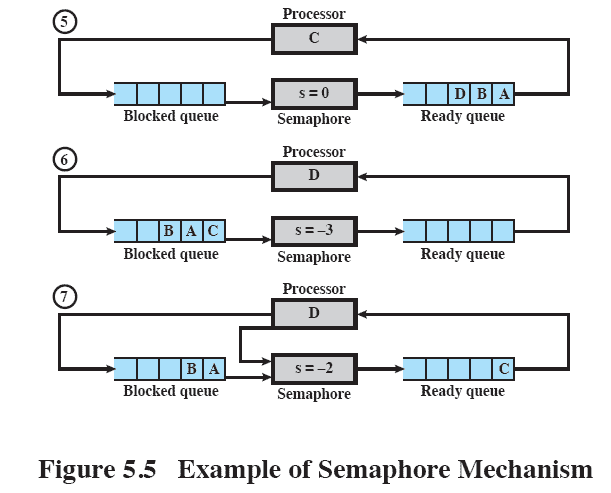 5
Processor
C
s = 0
D B A
Blocked queue
Semaphore
Ready queue
6
Processor
D
B A C
s = –3
Blocked queue
Semaphore
Ready queue
7
Processor
D
B A
s = –2
C
Blocked queue
Semaphore
Ready queue
Figure 5.5 Example of Semaphore Mechanism